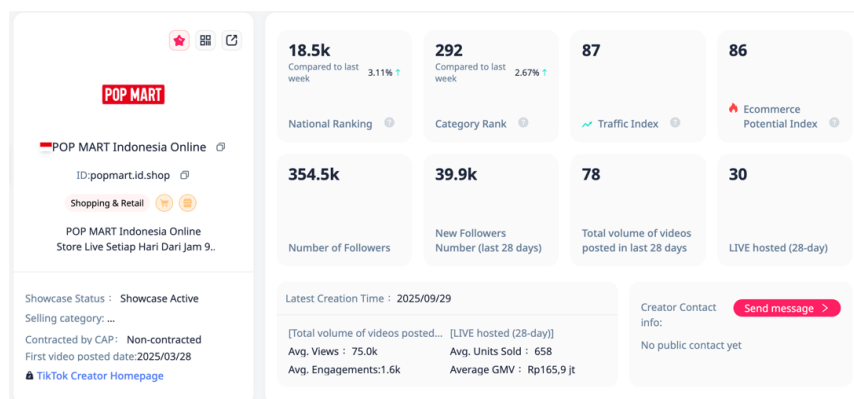 POP MART
POP MART Indonesia Online
ID:popmart.id.shop
Shopping & Retail
POP MART Indonesia Online
Store Live Setiap Hari Dari Jam 9..
Showcase Status : Showcase Active
Selling category: ...
Contracted by CAP: Non-contracted
First video posted date:2025/03/28
TikTok Creator Homepage
18.5k
Compared to last
week
3.11% ↑
National Ranking ?
292
Compared to last
week
2.67% ↑
Category Rank ?
87
Traffic Index ?
86
Ecommerce
Potential Index ?
354.5k
Number of Followers
39.9k
New Followers
Number (last 28 days)
78
Total volume of videos
posted in last 28 days
30
LIVE hosted (28-day)
Latest Creation Time : 2025/09/29
[Total volume of videos posted...
Avg. Views : 75.0k
Avg. Engagements:1.6k
[LIVE hosted (28-day)]
Avg. Units Sold : 658
Average GMV : Rp165,9 jt
Creator Contact
info:
Send message >
No public contact yet